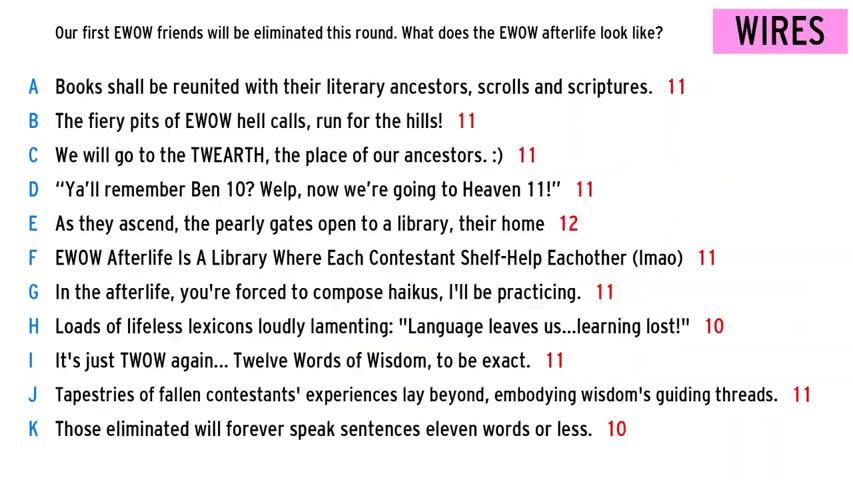 Our first EWOW friends will be eliminated this round. What does the EWOW afterlife look like?
WIRES
A Books shall be reunited with their literary ancestors, scrolls and scriptures. 11
B The fiery pits of EWOW hell calls, run for the hills! 11
C We will go to the TWEARTH, the place of our ancestors. :) 11
D “Ya’ll remember Ben 10? Welp, now we’re going to Heaven 11!” 11
E As they ascend, the pearly gates open to a library, their home 12
F EWOW Afterlife Is A Library Where Each Contestant Shelf-Help Eachother (lmao) 11
G In the afterlife, you're forced to compose haikus, I'll be practicing. 11
H Loads of lifeless lexicons loudly lamenting: "Language leaves us...learning lost!" 10
I It's just TWOW again... Twelve Words of Wisdom, to be exact. 11
J Tapestries of fallen contestants' experiences lay beyond, embodying wisdom's guiding threads. 11
K Those eliminated will forever speak sentences eleven words or less. 10